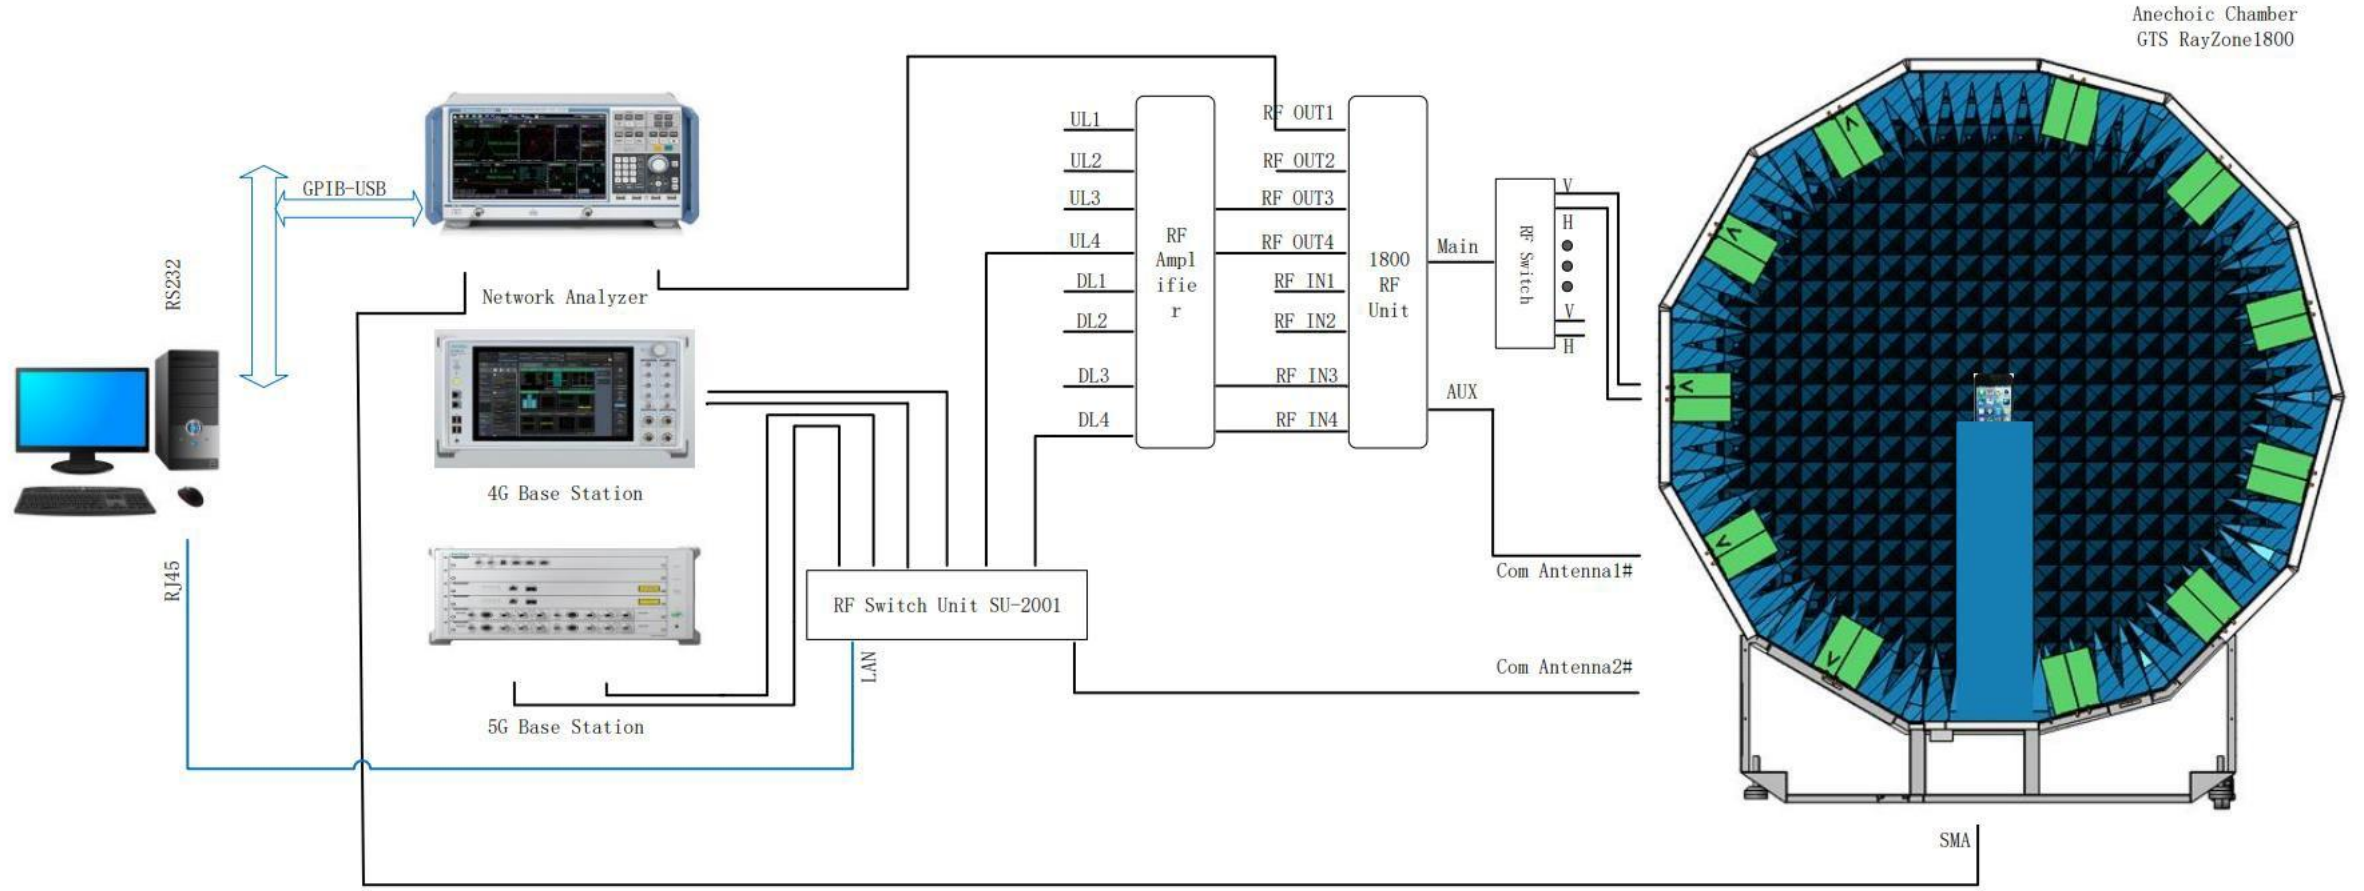 Anechoic Chamber
GTS RayZone1800
GPIB-USB
RS232
Network Analyzer
4G Base Station
RJ45
5G Base Station
LAN
RF Switch Unit SU-2001
UL1
UL2
UL3
UL4
DL1
DL2
DL3
DL4
RF
Ampl
ifie
r
RF OUT1
RF OUT2
RF OUT3
RF OUT4
RF IN1
RF IN2
RF IN3
RF IN4
1800
RF
Unit
Main
AUX
RF Switch
V
H
V
H
Com Antenna1#
Com Antenna2#
V
V
V
V
V
SMA